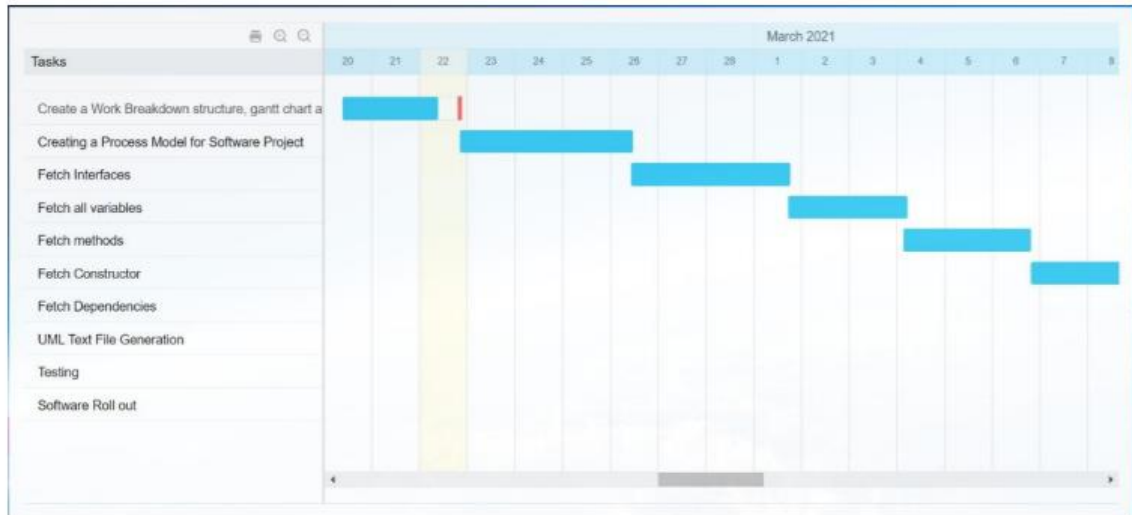 March 2021
Tasks 20 21 22 23 24 25 26 27 28 1 2 3 4 5 6 7 8
Create a Work Breakdown structure, gantt chart a
Creating a Process Model for Software Project
Fetch Interfaces
Fetch all variables
Fetch methods
Fetch Constructor
Fetch Dependencies
UML Text File Generation
Testing
Software Roll out